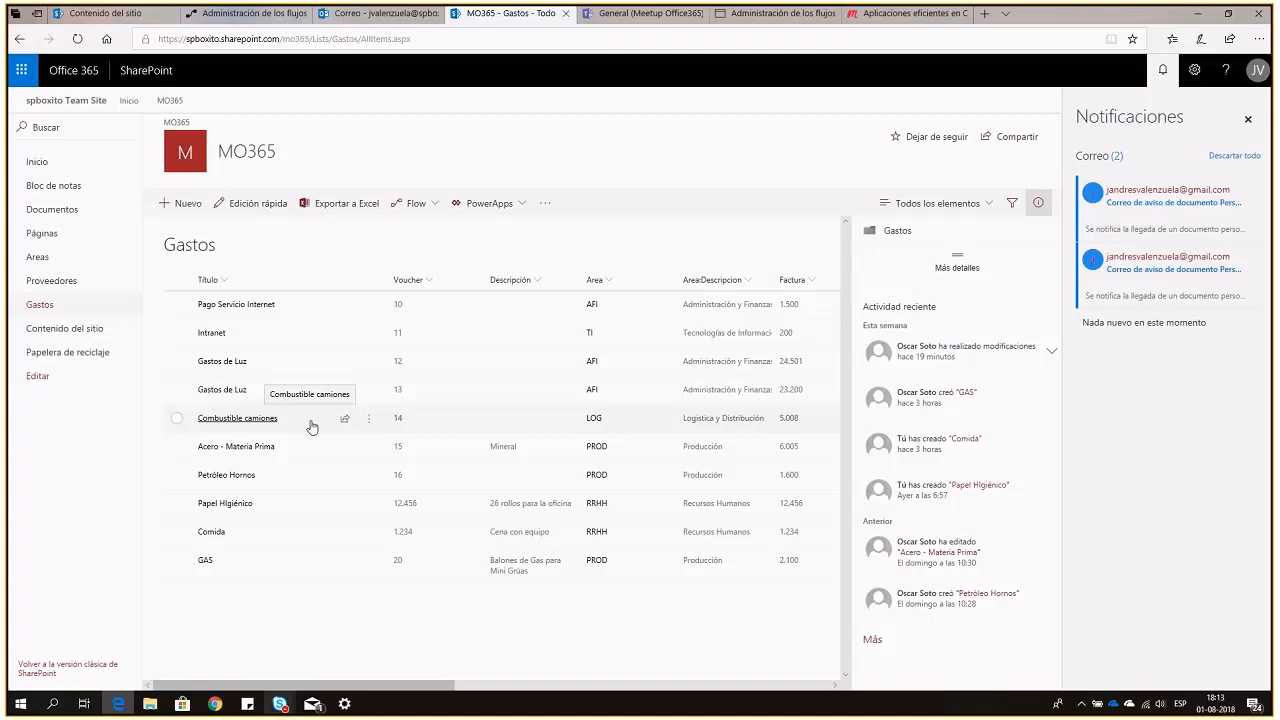 Contenido del sitio
Administración de los flujos
Correo - jvalenzuela@spbo:
MO365 - Gastos - Todo
General (Meetup Office365)
Administración de los flujos
Aplicaciones eficientes en C
https://spboxito.sharepoint.com/mo365/Lists/Gastos/AllItems.aspx
Office 365
SharePoint
JV
spboxito Team Site
Inicio
MO365
Buscar
Inicio
Bloc de notas
Documentos
Páginas
Areas
Proveedores
Gastos
Contenido del sitio
Papelera de reciclaje
Editar
Volver a la versión clásica de
SharePoint
MO365
M
MO365
Dejar de seguir
Compartir
Nuevo
Edición rápida
Exportar a Excel
Flow
PowerApps
Todos los elementos
Gastos
Título Voucher Descripción Area Area:Descripcion Factura
Pago Servicio Internet 10 AFI Administración y Finanzas 1.500
Intranet 11 TI Tecnologías de Informaci 200
Gastos de Luz 12 AFI Administración y Finanzas 24.501
Gastos de Luz 13 AFI Administración y Finanzas 23.200
Combustible camiones
Combustible camiones 14 LOG Logística y Distribución 5.008
Acero - Materia Prima 15 Mineral PROD Producción 6.005
Petróleo Hornos 16 PROD Producción 1.600
Papel HIgiénico 12.456 26 rollos para la oficina RRHH Recursos Humanos 12.456
Comida 1.234 Cena con equipo RRHH Recursos Humanos 1.234
GAS 20 Balones de Gas para PROD Producción 2.100
Mini Grúas
Gastos
Más detalles
Actividad reciente
Esta semana
Oscar Soto ha realizado modificaciones
hace 19 minutos
Oscar Soto creó "GAS"
hace 3 horas
Tú has creado "Comida"
hace 3 horas
Tú has creado "Papel HIgiénico"
Ayer a las 6:57
Anterior
Oscar Soto ha editado
"Acero - Materia Prima"
El domingo a las 10:30
Oscar Soto creó "Petróleo Hornos"
El domingo a las 10:28
Más
Notificaciones
Correo (2)
Descartar todo
jandresvalenzuela@gmail.com
Correo de aviso de documento Pers...
Se notifica la llegada de un documento perso...
jandresvalenzuela@gmail.com
Correo de aviso de documento Pers...
Se notifica la llegada de un documento perso...
Nada nuevo en este momento
ESP
18:13
01-08-2018
24